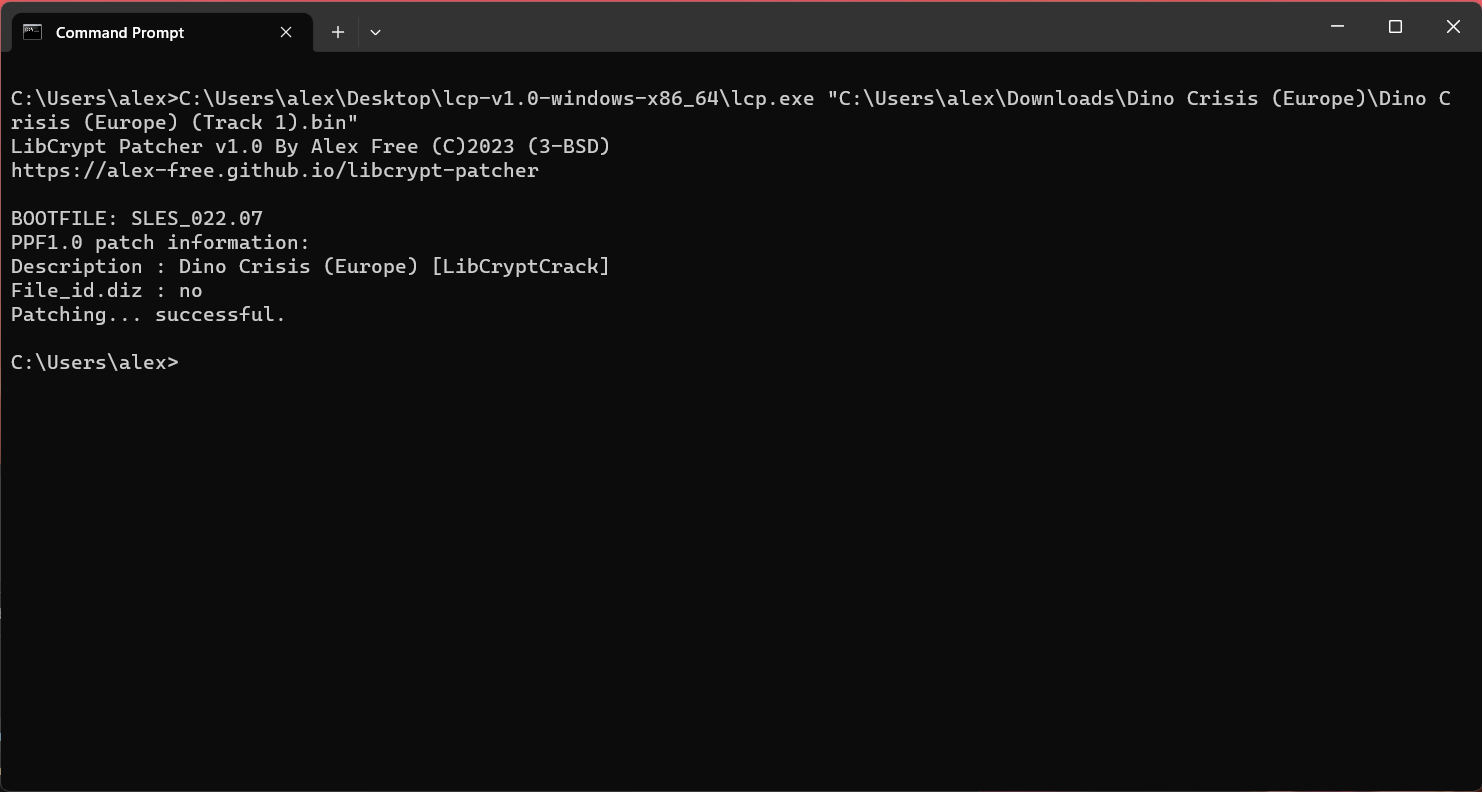 Command Prompt
C:\Users\alex>C:\Users\alex\Desktop\lcp-v1.0-windows-x86_64\lcp.exe "C:\Users\alex\Downloads\Dino Crisis (Europe)\Dino C
risis (Europe) (Track 1).bin"
LibCrypt Patcher v1.0 By Alex Free (C)2023 (3-BSD)
https://alex-free.github.io/libcrypt-patcher
BOOTFILE: SLES_022.07
PPF1.0 patch information:
Description : Dino Crisis (Europe) [LibCryptCrack]
File_id.diz : no
Patching... successful.
C:\Users\alex>